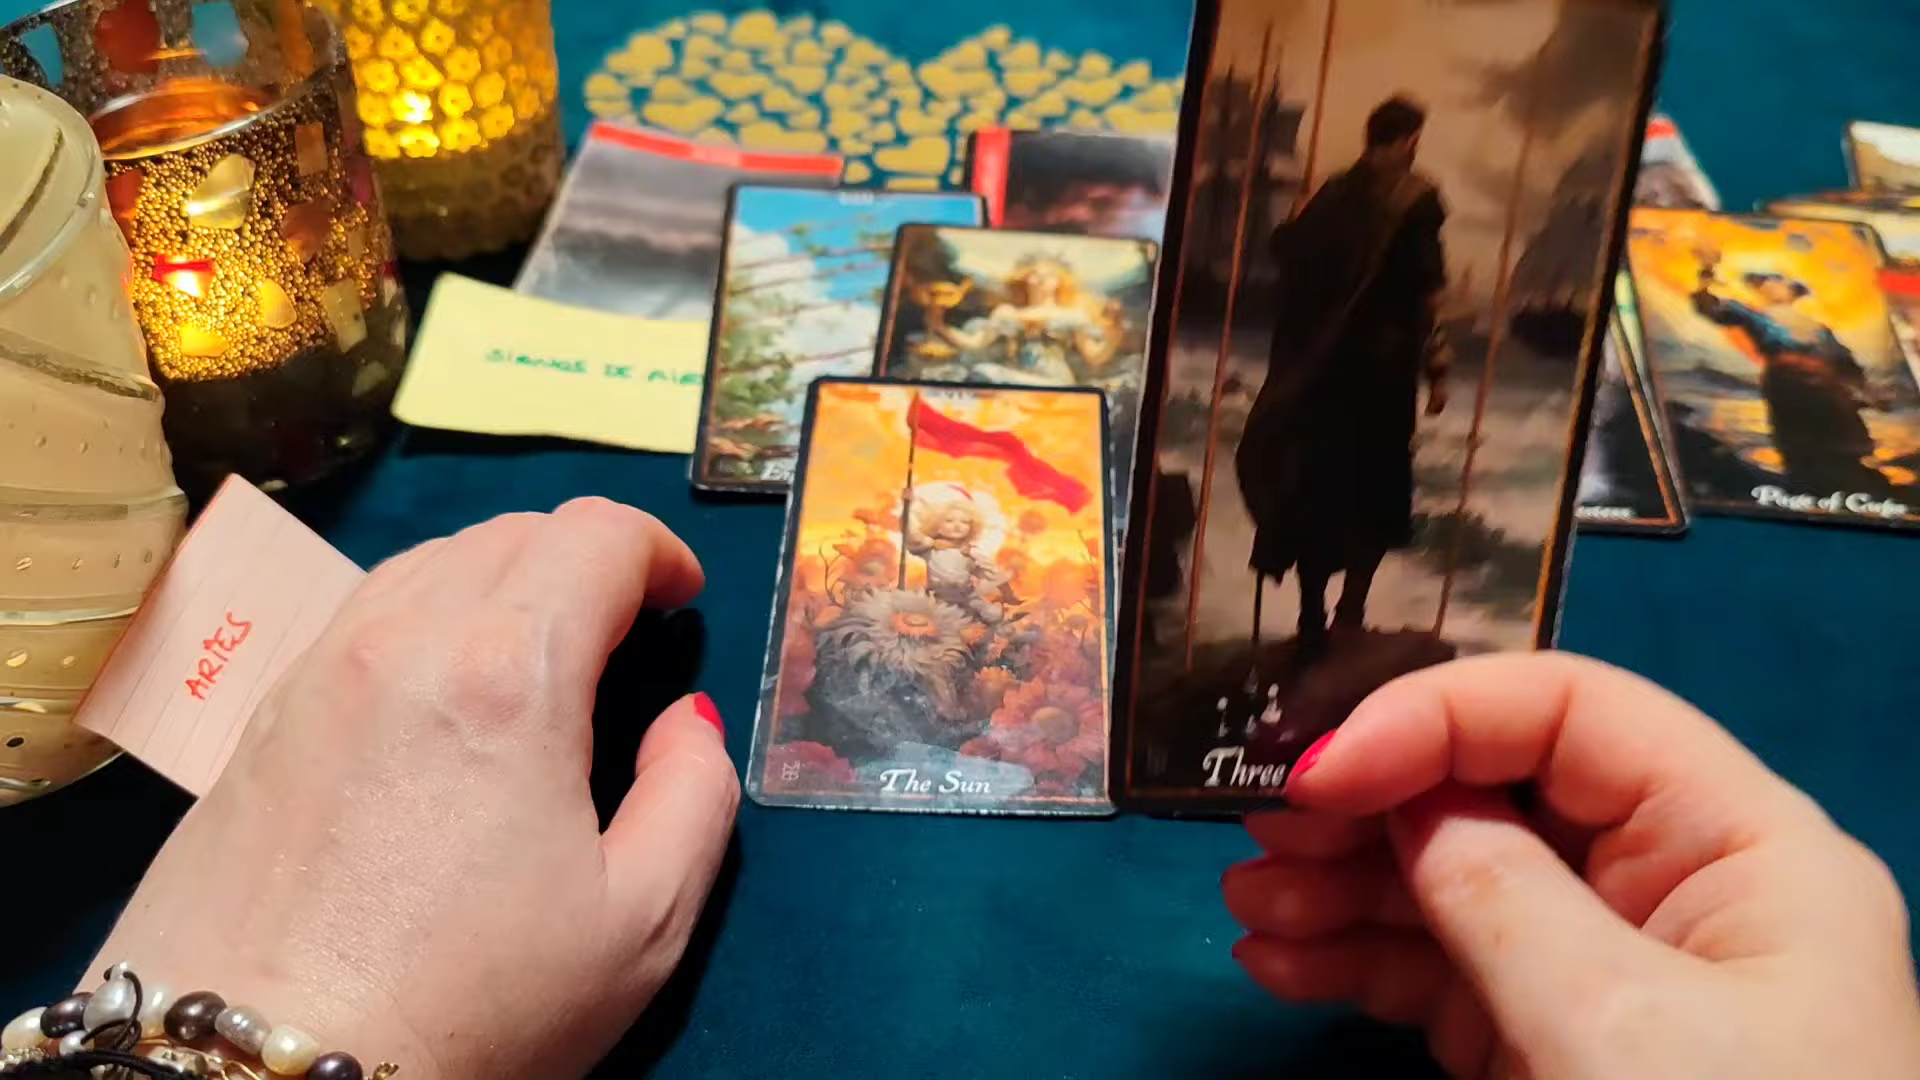 SIGNOS DE AIRE
ARIES
The Sun
Three
Page of Cups